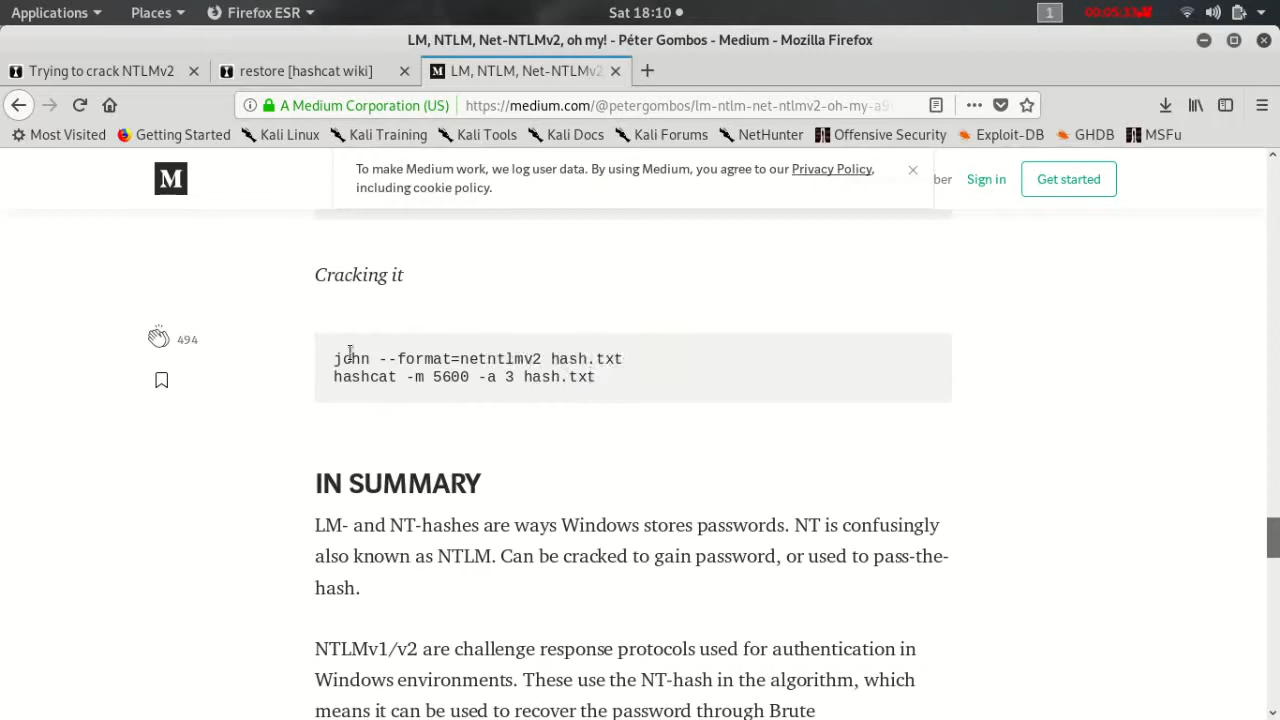 Applications Places Firefox ESR Sat 18:10 1 00:05:33
LM, NTLM, Net-NTLMv2, oh my! - Péter Gombos - Medium - Mozilla Firefox
Trying to crack NTLMv2 restore [hashcat wiki] LM, NTLM, Net-NTLMv2
A Medium Corporation (US) https://medium.com/@petergombos/lm-ntlm-net-ntlmv2-oh-my-a9
Most Visited Getting Started Kali Linux Kali Training Kali Tools Kali Docs Kali Forums NetHunter Offensive Security Exploit-DB GHDB MSFu
M
To make Medium work, we log user data. By using Medium, you agree to our Privacy Policy,
including cookie policy.
ber Sign in Get started
Cracking it
494
john --format=netntlmv2 hash.txt
hashcat -m 5600 -a 3 hash.txt
IN SUMMARY
LM- and NT-hashes are ways Windows stores passwords. NT is confusingly
also known as NTLM. Can be cracked to gain password, or used to pass-the-
hash.
NTLMv1/v2 are challenge response protocols used for authentication in
Windows environments. These use the NT-hash in the algorithm, which
means it can be used to recover the password through Brute